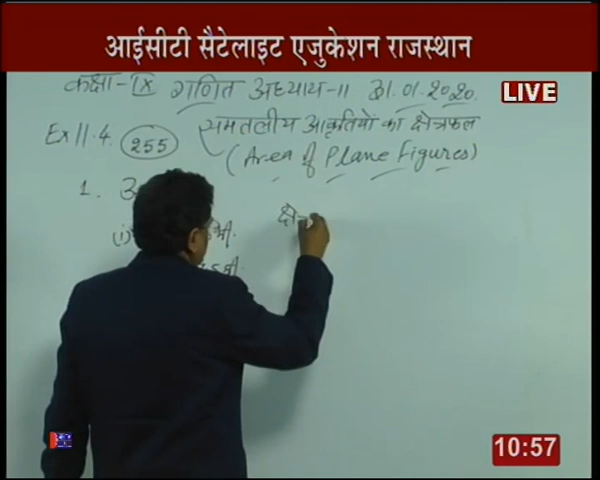 आईसीटी सैटेलाइट एजुकेशन राजस्थान
LIVE
कक्षा-IX गणित अध्याय-11 31.01.2020.
Ex 11.4. 255 समतलीय आकृतियो का क्षेत्रफल
(Area of Plane Figures)
1.
(i)
10:57